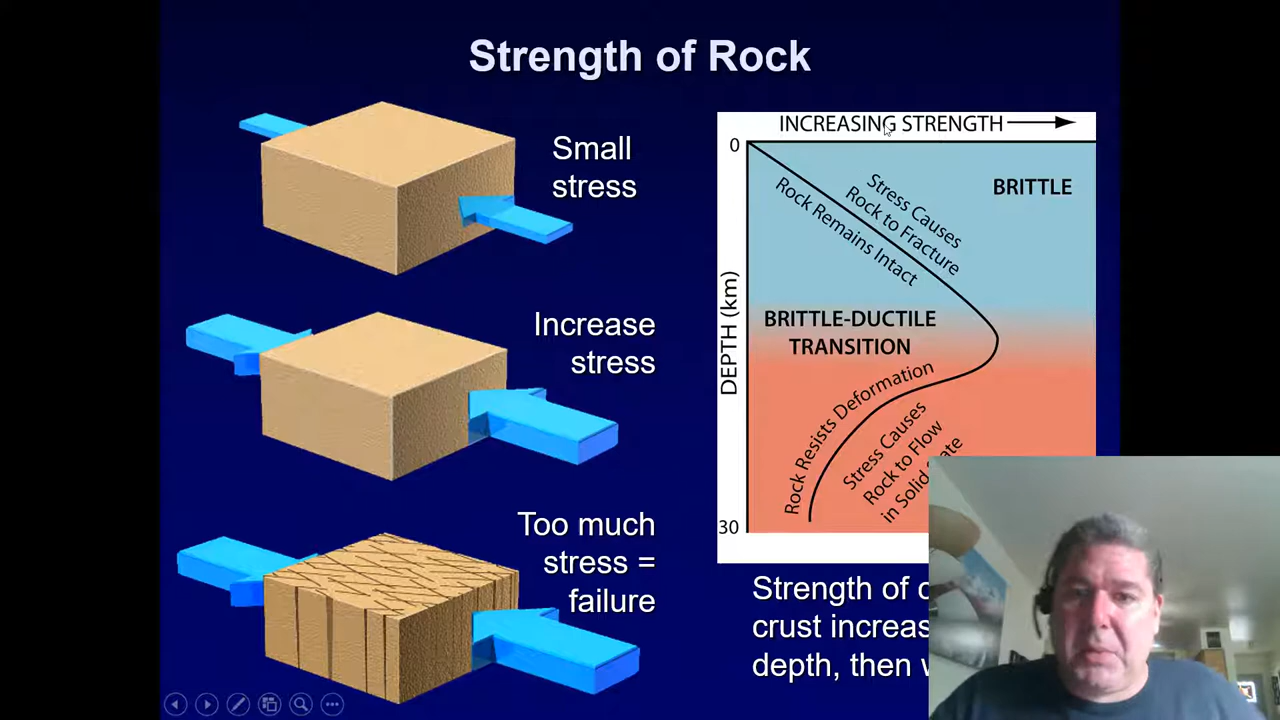 Strength of Rock
Small
stress
Increase
stress
Too much
stress =
failure
INCREASING STRENGTH
0
BRITTLE
Stress Causes
Rock to Fracture
Rock Remains Intact
DEPTH (km)
BRITTLE-DUCTILE
TRANSITION
Rock Resists Deformation
Stress Causes
Rock to Flow
in Solid
30
Strength of
crust
depth, then